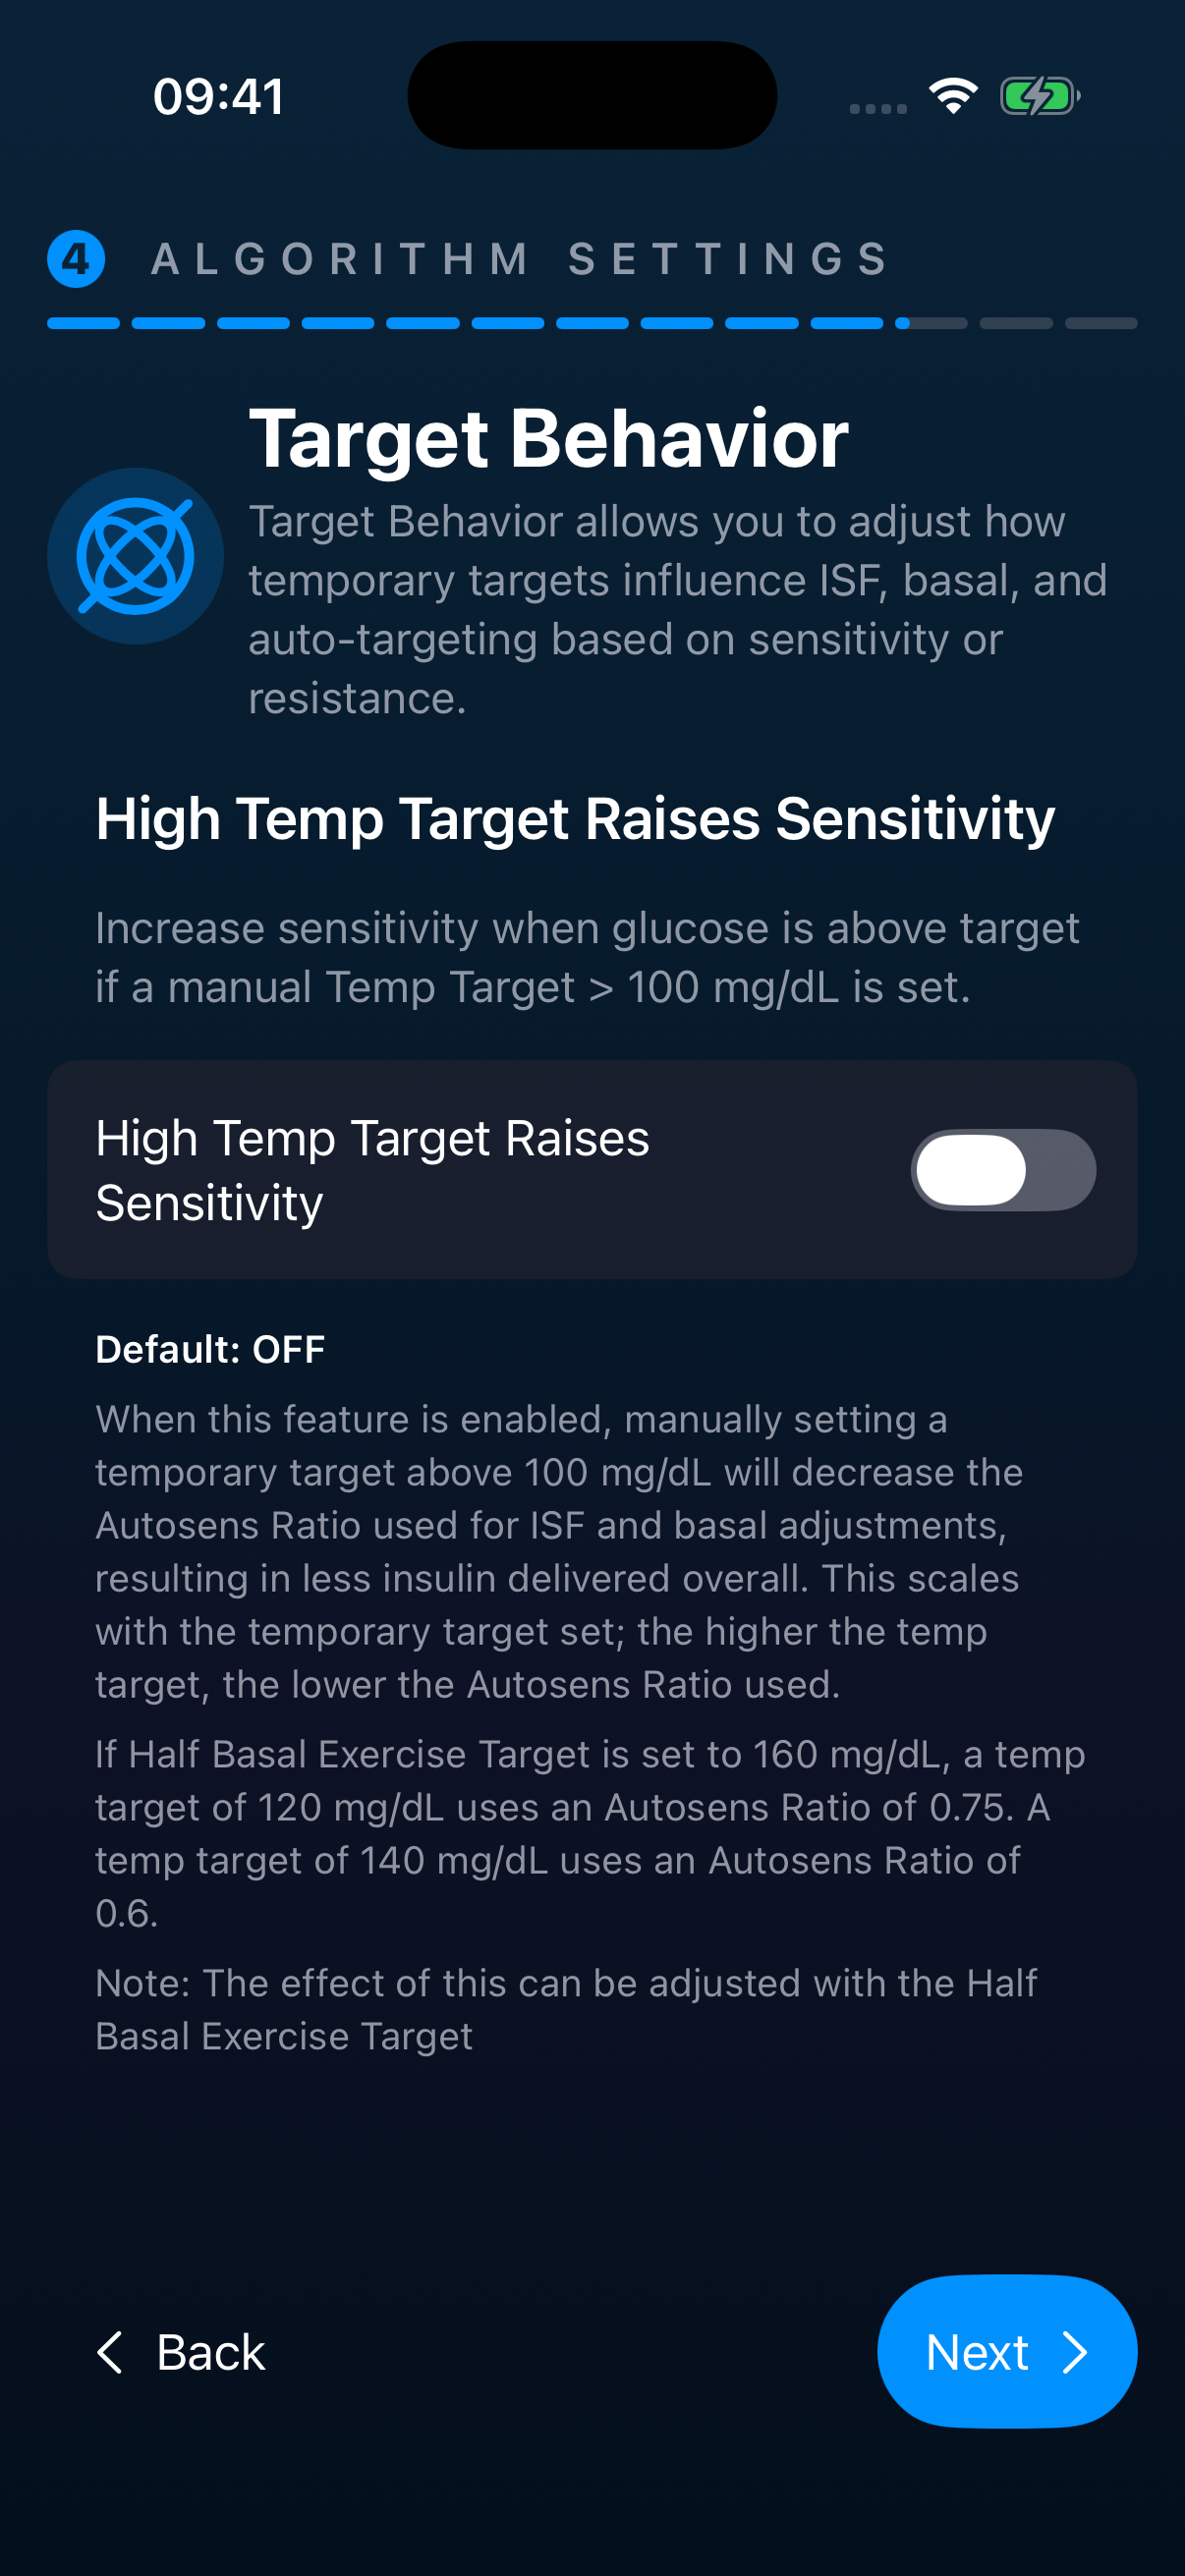 09:41
4 ALGORITHM SETTINGS
Target Behavior
Target Behavior allows you to adjust how
temporary targets influence ISF, basal, and
auto-targeting based on sensitivity or
resistance.
High Temp Target Raises Sensitivity
Increase sensitivity when glucose is above target
if a manual Temp Target > 100 mg/dL is set.
High Temp Target Raises
Sensitivity
Default: OFF
When this feature is enabled, manually setting a
temporary target above 100 mg/dL will decrease the
Autosens Ratio used for ISF and basal adjustments,
resulting in less insulin delivered overall. This scales
with the temporary target set; the higher the temp
target, the lower the Autosens Ratio used.
If Half Basal Exercise Target is set to 160 mg/dL, a temp
target of 120 mg/dL uses an Autosens Ratio of 0.75. A
temp target of 140 mg/dL uses an Autosens Ratio of
0.6.
Note: The effect of this can be adjusted with the Half
Basal Exercise Target
Back
Next